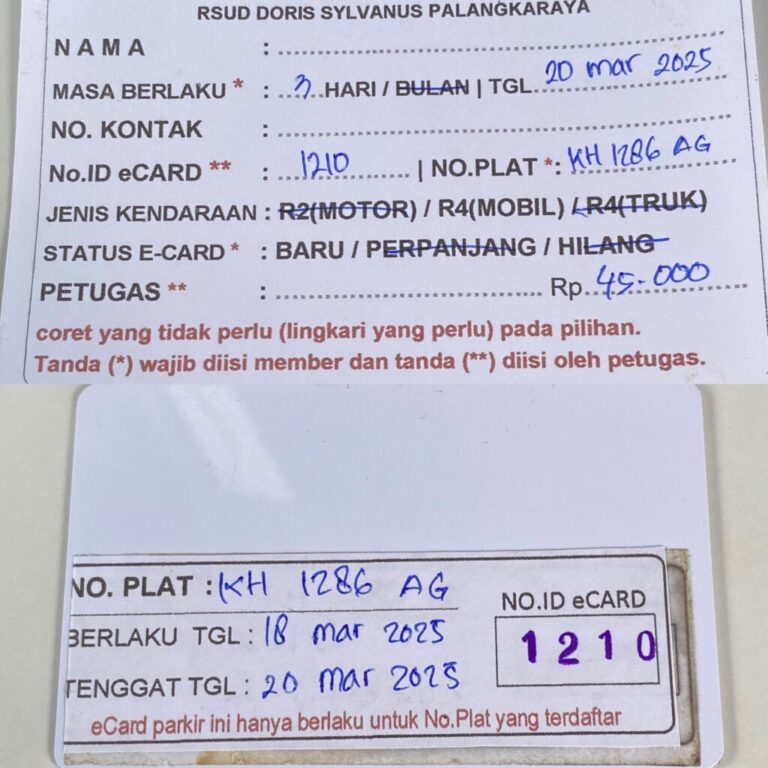 RSUD DORIS SYLVANUS PALANGKARAYA
NAMA : ....................
MASA BERLAKU * : ..3..HARI / BULAN | TGL. 20 mar 2025
NO. KONTAK : ....................
No.ID eCARD ** : ...1210......... | NO.PLAT *: KH 1286 AG
JENIS KENDARAAN : R2(MOTOR) / R4(MOBIL) / R4(TRUK)
STATUS E-CARD * : BARU / PERPANJANG / HILANG
PETUGAS ** : .................... Rp. 45.000
coret yang tidak perlu (lingkari yang perlu) pada pilihan.
Tanda (*) wajib diisi member dan tanda (**) diisi oleh petugas.
NO. PLAT : KH 1286 AG
NO.ID eCARD
BERLAKU TGL : 18 mar 2025
1210
TENGGAT TGL : 20 mar 2025
eCard parkir ini hanya berlaku untuk No.Plat yang terdaftar